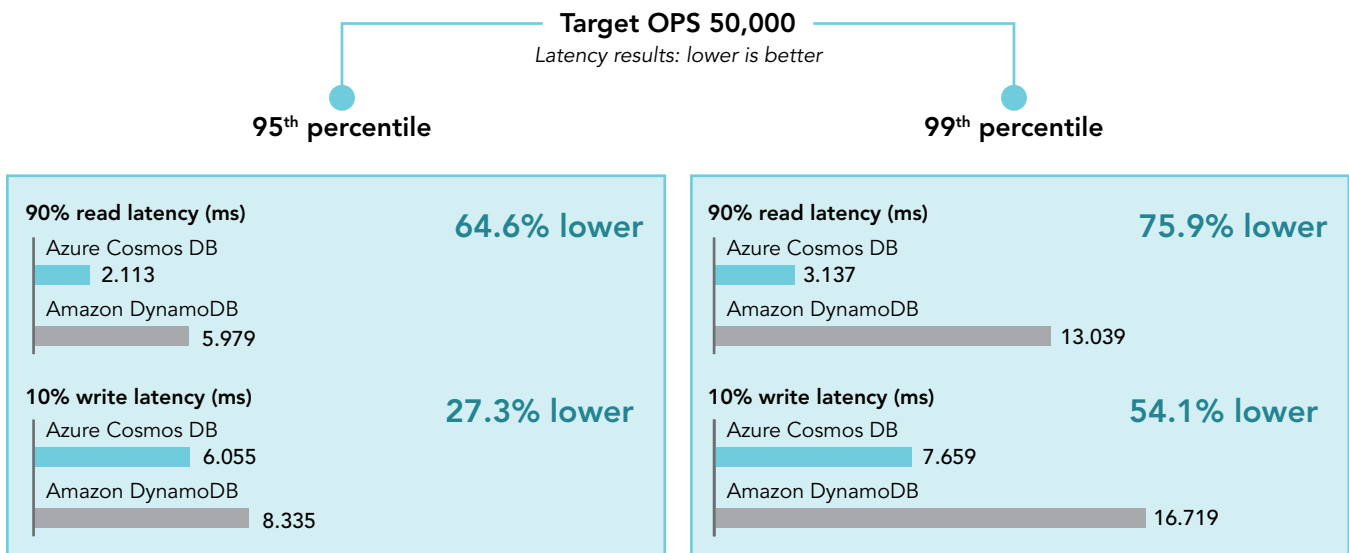 Target OPS 50,000
Latency results: lower is better
95th percentile
90% read latency (ms)
64.6% lower
Azure Cosmos DB
2.113
Amazon DynamoDB
5.979
10% write latency (ms)
27.3% lower
Azure Cosmos DB
6.055
Amazon DynamoDB
8.335
99th percentile
90% read latency (ms)
75.9% lower
Azure Cosmos DB
3.137
Amazon DynamoDB
13.039
10% write latency (ms)
54.1% lower
Azure Cosmos DB
7.659
Amazon DynamoDB
16.719